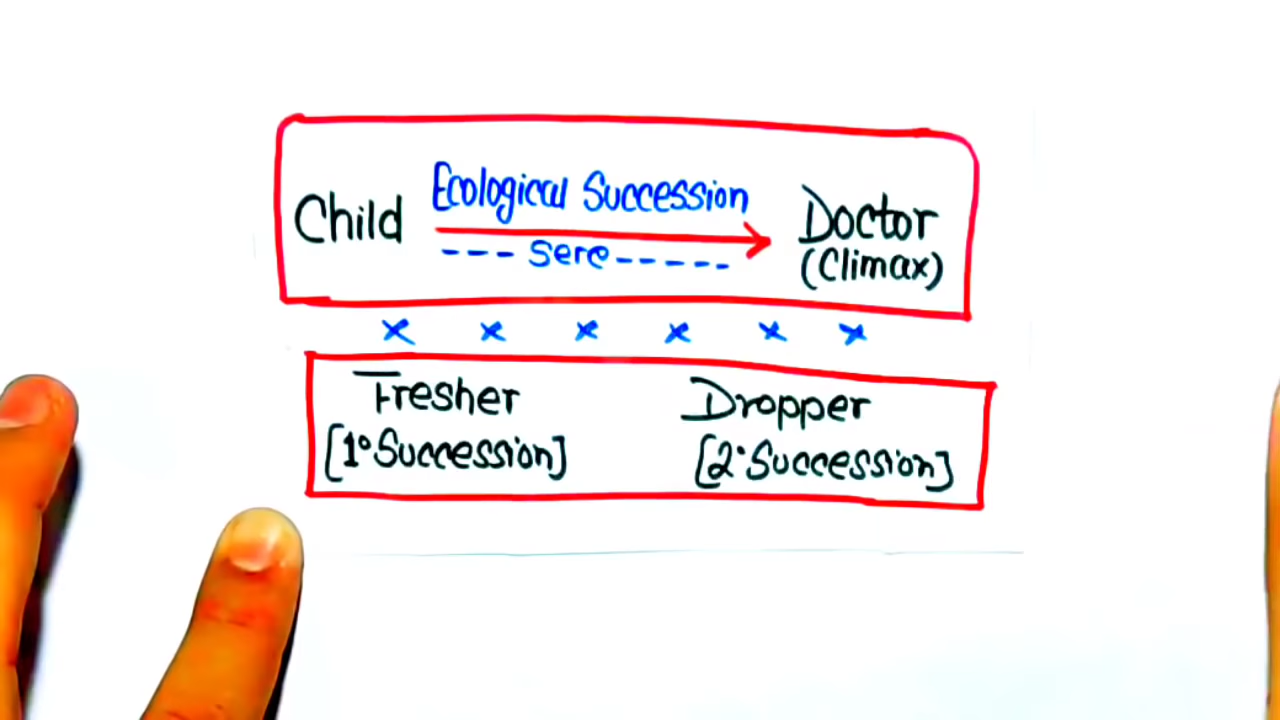 Ecological Succession
Child Doctor
--- Sere -----
(Climax)
x x x x x x
Fresher Dropper
[1° Succession] [2° Succession]